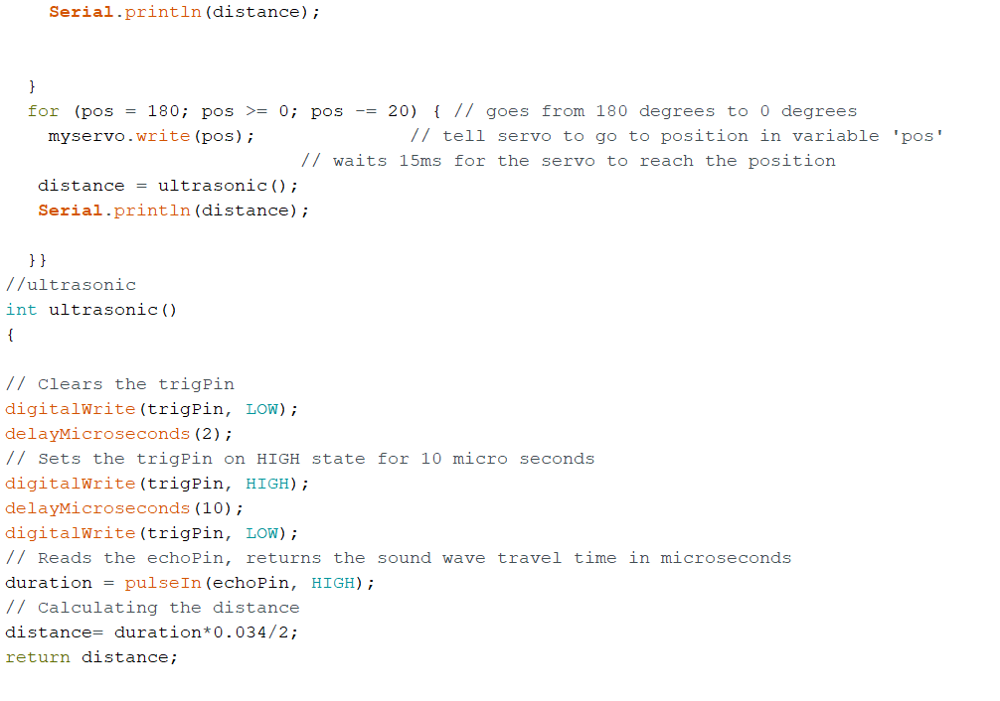 Serial.println(distance);
}
for (pos = 180; pos >= 0; pos -= 20) { // goes from 180 degrees to 0 degrees
myservo.write(pos);              // tell servo to go to position in variable 'pos'
// waits 15ms for the servo to reach the position
distance = ultrasonic();
Serial.println(distance);
}}
//ultrasonic
int ultrasonic()
{
// Clears the trigPin
digitalWrite(trigPin, LOW);
delayMicroseconds(2);
// Sets the trigPin on HIGH state for 10 micro seconds
digitalWrite(trigPin, HIGH);
delayMicroseconds(10);
digitalWrite(trigPin, LOW);
// Reads the echoPin, returns the sound wave travel time in microseconds
duration = pulseIn(echoPin, HIGH);
// Calculating the distance
distance= duration*0.034/2;
return distance;